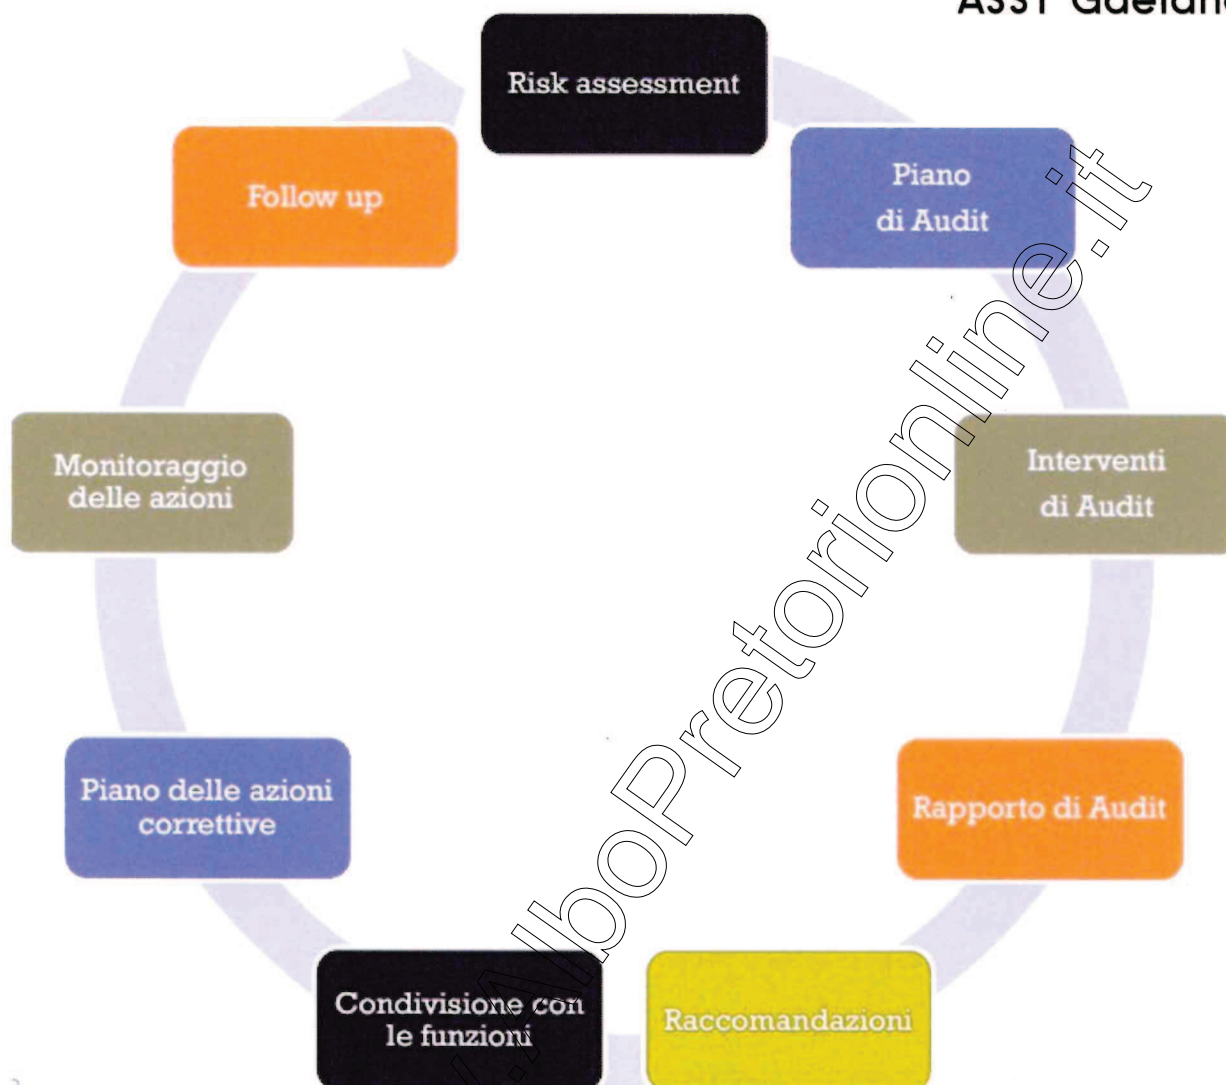 ASST Gaetano
Risk assessment
Piano
di Audit
Interventi
di Audit
Rapporto di Audit
Raccomandazioni
Condivisione con
le funzioni
Piano delle azioni
correttive
Monitoraggio
delle azioni
Follow up
.AlboPretorionline.it